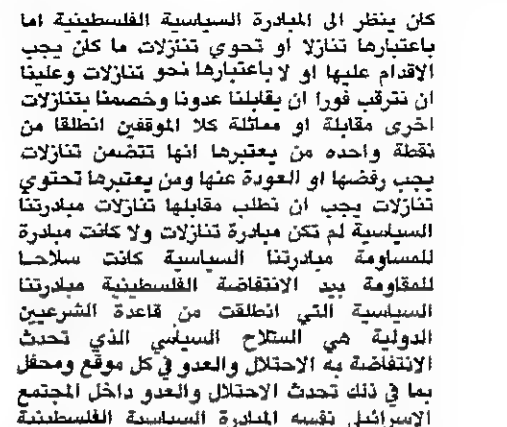 كان ينظر الى المبادرة السياسية الفلسطينية اما
باعتبارها تنازلا او تحوي تنازلات ما كان يجب
الاقدام عليها او لا باعتبارها نحو تنازلات وعلينا
ان نترقب فورا ان يقابلنا عدونا وخصمنا بتنازلات
اخرى مقابلة او مماثلة كلا الموقفين انطلقا من
نقطة واحده من يعتبرها انها تتضمن تنازلات
يجب رفضها او العودة عنها ومن يعتبرها تحتوي
تنازلات يجب ان نطلب مقابلها تنازلات مبادرتنا
السياسية لم تكن مبادرة تنازلات ولا كانت مبادرة
للمساومة مبادرتنا السياسية كانت سلاحا
للمقاومة بيد الانتفاضة الفلسطينية مبادرتنا
السياسية التي انطلقت من قاعدة الشرعيين
الدولية هي السلاح السياسي الذي تحدث
الانتفاضة به الاحتلال والعدو في كل موقع ومحفل
بما في ذلك تحدث الاحتلال والعدو داخل المجتمع
الاسرائيلي نفسه المبادرة السياسية الفلسطينية